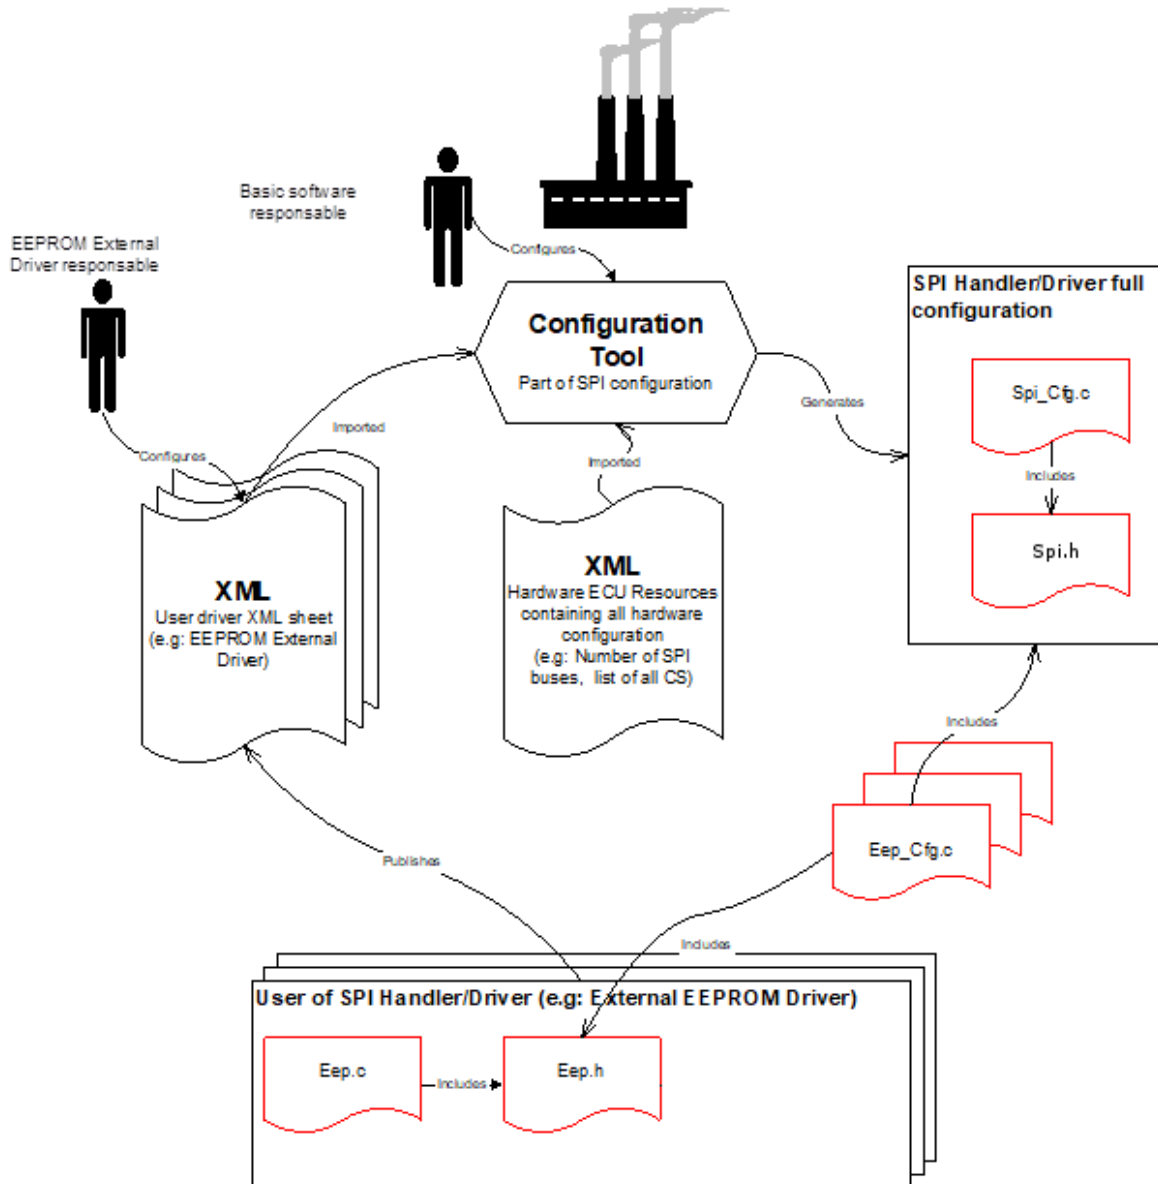 Basic software
responsable
EEPROM External
Driver responsable
Configures
SPI Handler/Driver full
configuration
Configuration
Tool
Part of SPI configuration
Spi_Cfg.c
Generates
Imported
Configures
Imported
Includes
XML
User driver XML sheet
(e.g: EEPROM External
Driver)
XML
Hardware ECU Resources
containing all hardware
configuration
(e.g: Number of SPI
buses, list of all CS)
Spi.h
Includes
Eep_Cfg.c
Publishes
Includes
User of SPI Handler/Driver (e.g: External EEPROM Driver)
Eep.c
Includes
Eep.h